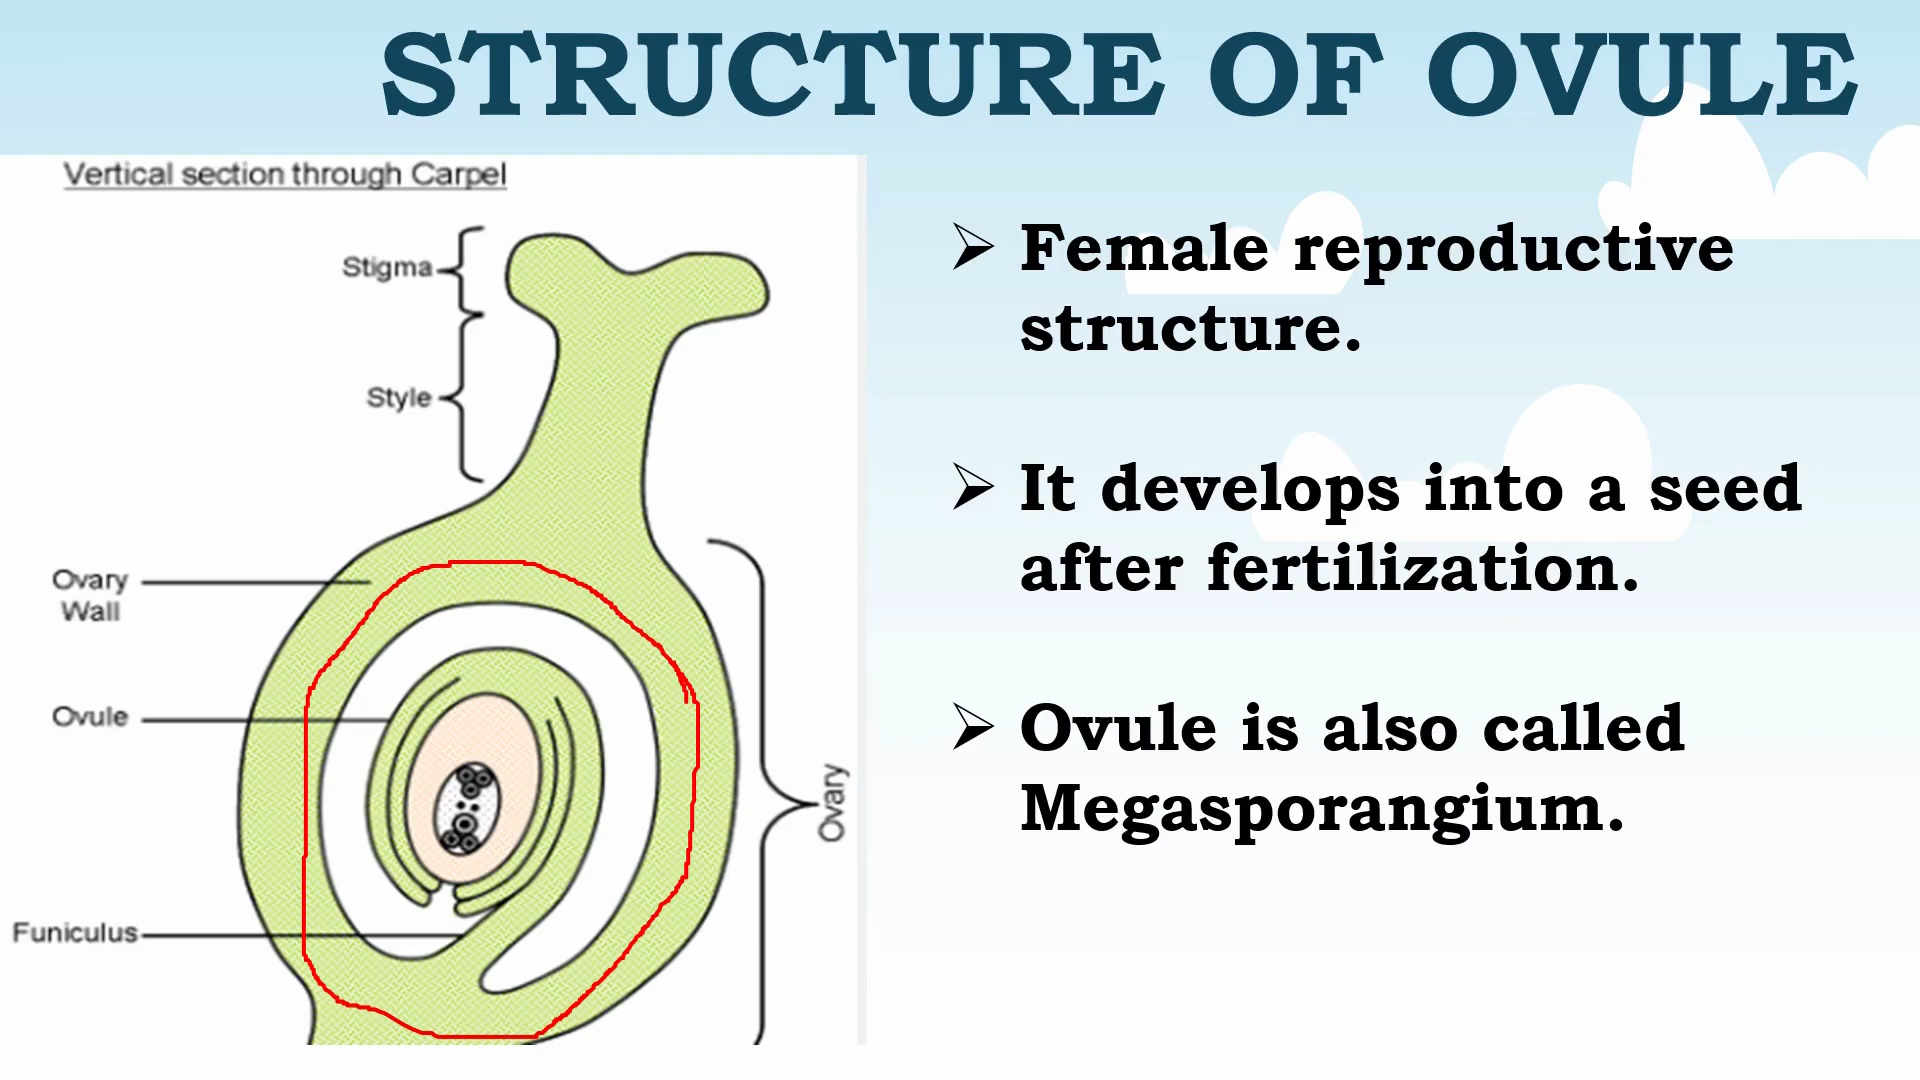 STRUCTURE OF OVULE
Vertical section through Carpel
Stigma
Style
Ovary
Wall
Ovule
Funiculus
Ovary
➢ Female reproductive
structure.
➢ It develops into a seed
after fertilization.
➢ Ovule is also called
Megasporangium.